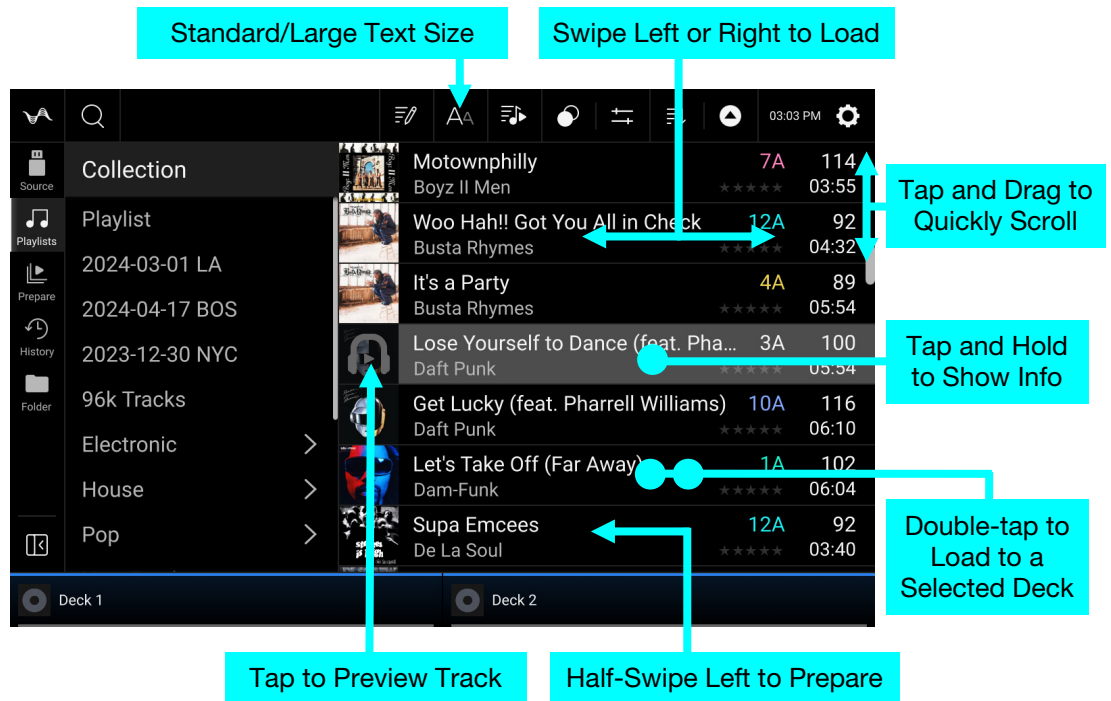 Standard/Large Text Size
Swipe Left or Right to Load
AA
03:03 PM
Source
Playlists
Prepare
History
Folder
Collection
Playlist
2024-03-01 LA
2024-04-17 BOS
2023-12-30 NYC
96k Tracks
Electronic
House
Pop
Motownphilly 7A 114
Boyz II Men 03:55
Woo Hah!! Got You All in Check 12A 92
Busta Rhymes 04:32
It's a Party 4A 89
Busta Rhymes 05:54
Lose Yourself to Dance (feat. Pha... 3A 100
Daft Punk 05:54
Get Lucky (feat. Pharrell Williams) 10A 116
Daft Punk 06:10
Let's Take Off (Far Away) 1A 102
Dam-Funk 06:04
Supa Emcees 12A 92
De La Soul 03:40
Deck 1
Deck 2
Tap and Drag to
Quickly Scroll
Tap and Hold
to Show Info
Double-tap to
Load to a
Selected Deck
Tap to Preview Track
Half-Swipe Left to Prepare